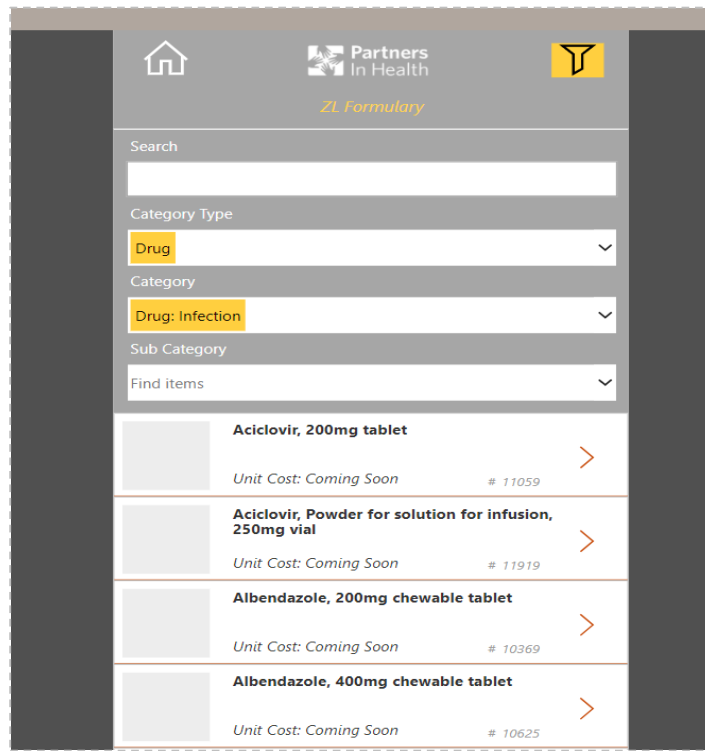 Partners
In Health
ZL Formulary
Search
Category Type
Drug
Category
Drug: Infection
Sub Category
Find items
Aciclovir, 200mg tablet
Unit Cost: Coming Soon # 11059
Aciclovir, Powder for solution for infusion,
250mg vial
Unit Cost: Coming Soon # 11919
Albendazole, 200mg chewable tablet
Unit Cost: Coming Soon # 10369
Albendazole, 400mg chewable tablet
Unit Cost: Coming Soon # 10625